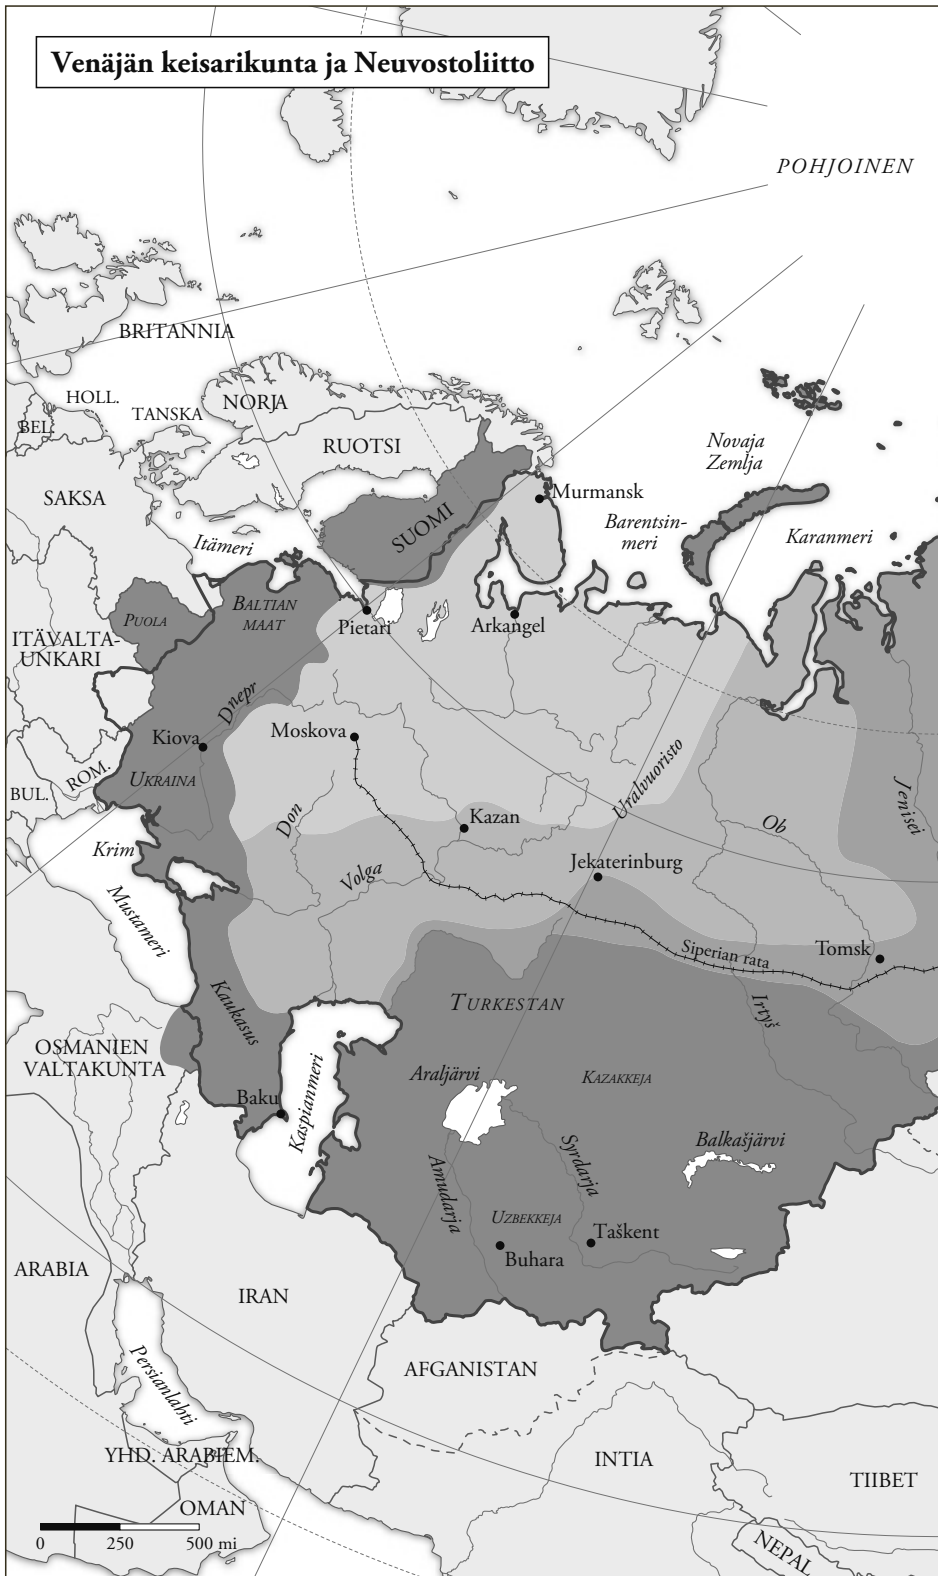 Venäjän keisarikunta ja Neuvostoliitto
POHJOINEN
BRITANNIA
HOLL.
BEL.
TANSKA
NORJA
RUOTSI
SAKSA
SUOMI
Murmansk
Novaja
Zemlja
Barentsin-
meri
Karanmeri
Itämeri
BALTIAN
MAAT
PUOLA
Pietari
Arkangel
ITÄVALTA-
UNKARI
Dnepr
Kiova
Moskova
UKRAINA
ROM.
BUL.
Don
Kazan
Uralvuoristo
Ob
Jenisei
Krim
Volga
Jekaterinburg
Mustameri
Siperian rata
Tomsk
Kaukasus
TURKESTAN
Irtyš
OSMANIEN
VALTAKUNTA
Araljärvi
KAZAKKEJA
Baku
Kaspianmeri
Balkašjärvi
Syrdarja
Amudarja
UZBEKKEJA
Taškent
Buhara
ARABIA
IRAN
AFGANISTAN
Persianlahti
YHD. ARABIEM.
INTIA
TIIBET
OMAN
NEPAL
0 250 500 mi